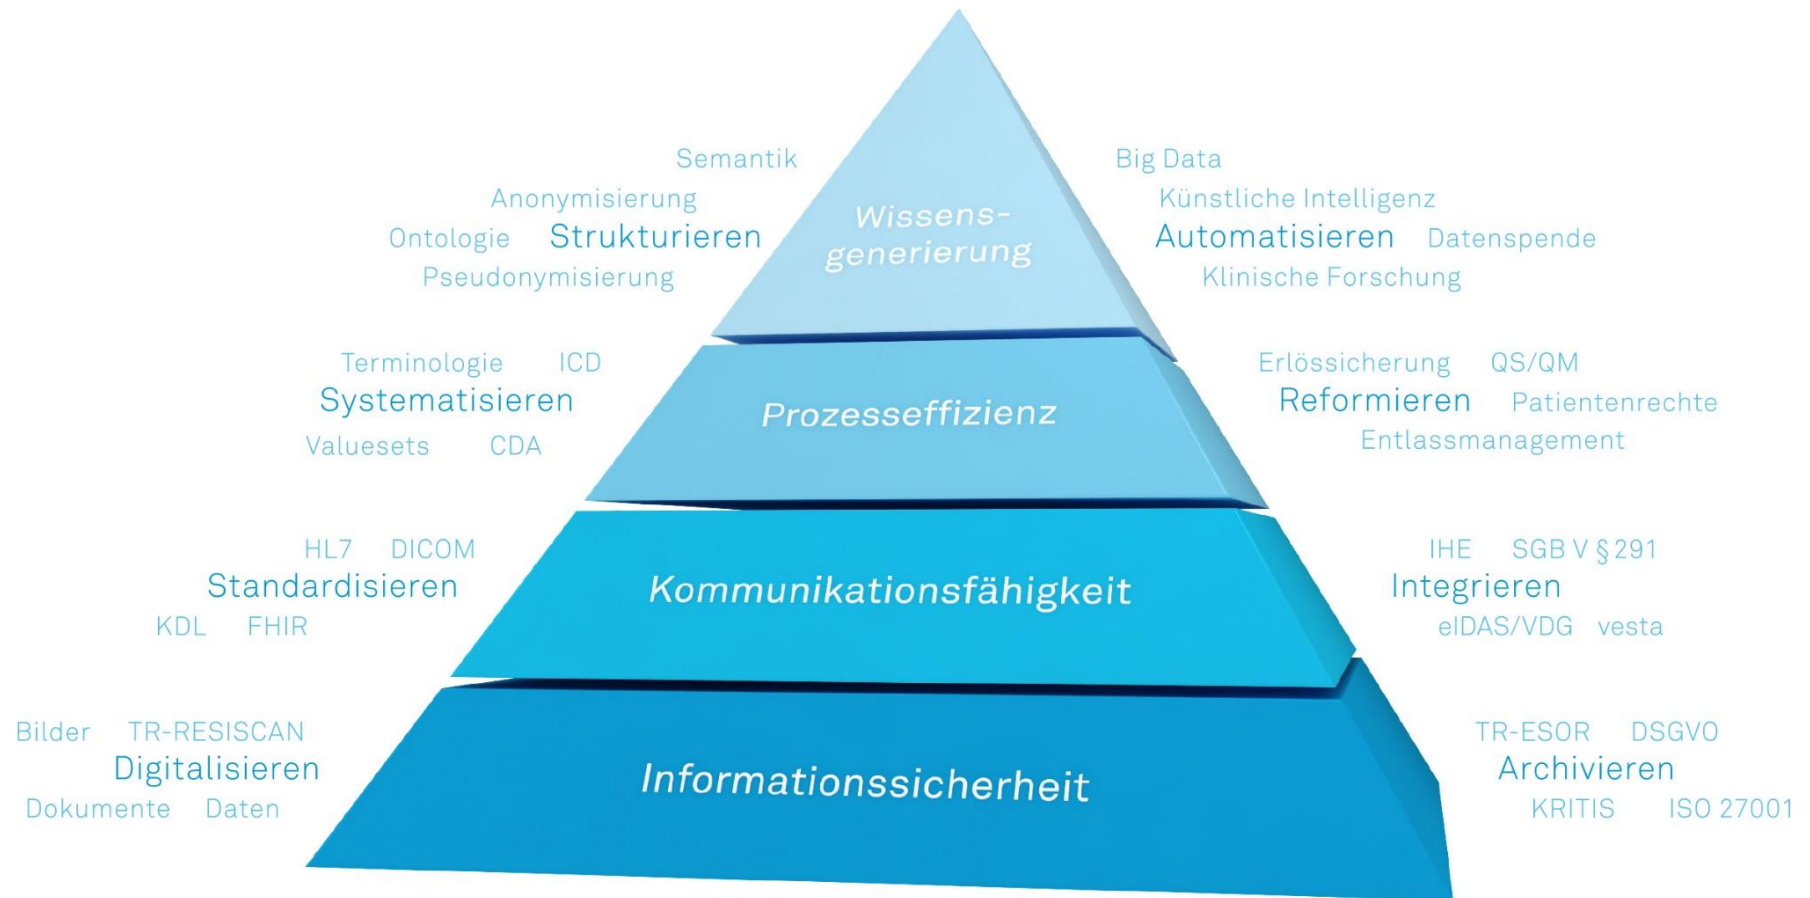 Semantik
Anonymisierung
Ontologie Strukturieren
Pseudonymisierung
Wissens-
generierung
Big Data
Künstliche Intelligenz
Automatisieren Datenspende
Klinische Forschung
Terminologie ICD
Systematisieren
Valuesets CDA
Prozesseffizienz
Erlössicherung QS/QM
Reformieren Patientenrechte
Entlassmanagement
HL7 DICOM
Standardisieren
KDL FHIR
Kommunikationsfähigkeit
IHE SGB V § 291
Integrieren
eIDAS/VDG vesta
Bilder TR-RESISCAN
Digitalisieren
Dokumente Daten
Informationssicherheit
TR-ESOR DSGVO
Archivieren
KRITIS ISO 27001